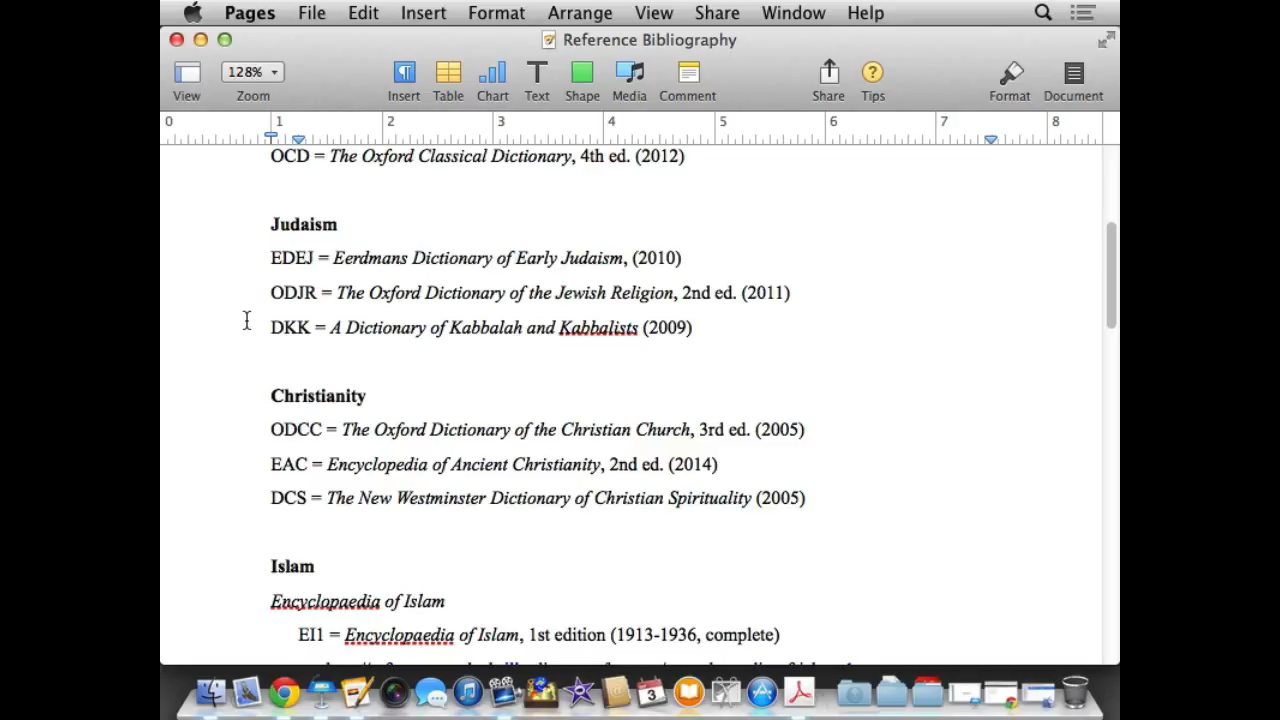 Pages File Edit Insert Format Arrange View Share Window Help
Reference Bibliography
128%
View Zoom Insert Table Chart Text Shape Media Comment Share Tips Format Document
0 1 2 3 4 5 6 7 8
OCD = The Oxford Classical Dictionary, 4th ed. (2012)
Judaism
EDEJ = Eerdmans Dictionary of Early Judaism, (2010)
ODJR = The Oxford Dictionary of the Jewish Religion, 2nd ed. (2011)
DKK = A Dictionary of Kabbalah and Kabbalists (2009)
Christianity
ODCC = The Oxford Dictionary of the Christian Church, 3rd ed. (2005)
EAC = Encyclopedia of Ancient Christianity, 2nd ed. (2014)
DCS = The New Westminster Dictionary of Christian Spirituality (2005)
Islam
Encyclopaedia of Islam
EI1 = Encyclopaedia of Islam, 1st edition (1913-1936, complete)
3